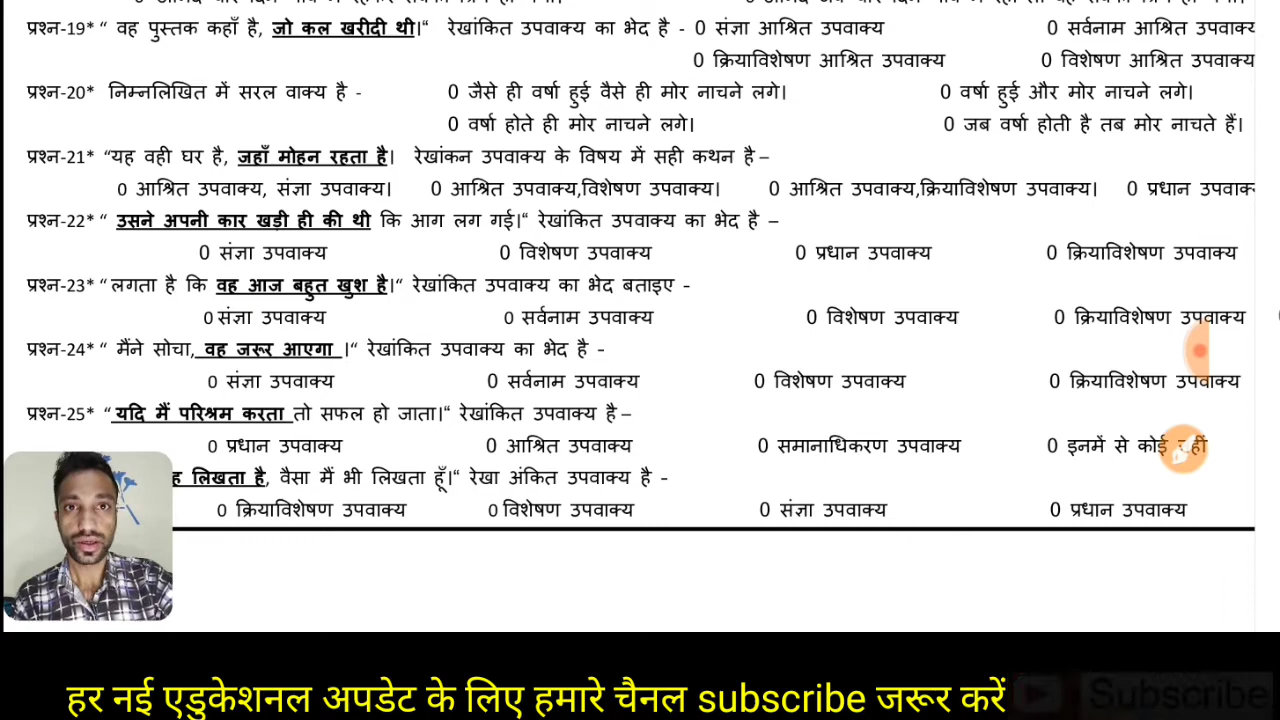 प्रश्न-19* “ वह पुस्तक कहाँ है, जो कल खरीदी थी।“ रेखांकित उपवाक्य का भेद है - 0 संज्ञा आश्रित उपवाक्य 0 सर्वनाम आश्रित उपवाक्य
0 क्रियाविशेषण आश्रित उपवाक्य 0 विशेषण आश्रित उपवाक्य
प्रश्न-20* निम्नलिखित में सरल वाक्य है - 0 जैसे ही वर्षा हुई वैसे ही मोर नाचने लगे। 0 वर्षा हुई और मोर नाचने लगे।
0 वर्षा होते ही मोर नाचने लगे। 0 जब वर्षा होती है तब मोर नाचते हैं।
प्रश्न-21* “यह वही घर है, जहाँ मोहन रहता है। रेखांकन उपवाक्य के विषय में सही कथन है –
0 आश्रित उपवाक्य, संज्ञा उपवाक्य। 0 आश्रित उपवाक्य,विशेषण उपवाक्य। 0 आश्रित उपवाक्य,क्रियाविशेषण उपवाक्य। 0 प्रधान
प्रश्न-22* “ उसने अपनी कार खड़ी ही की थी कि आग लग गई।“ रेखांकित उपवाक्य का भेद है –
0 संज्ञा उपवाक्य 0 विशेषण उपवाक्य 0 प्रधान उपवाक्य 0 क्रियाविशेषण उपवाक्य
प्रश्न-23* “ लगता है कि वह आज बहुत खुश है।“ रेखांकित उपवाक्य का भेद बताइए -
0 संज्ञा उपवाक्य 0 सर्वनाम उपवाक्य 0 विशेषण उपवाक्य 0 क्रियाविशेषण उपवाक्य
प्रश्न-24* “ मैंने सोचा, वह जरूर आएगा ।“ रेखांकित उपवाक्य का भेद है -
0 संज्ञा उपवाक्य 0 सर्वनाम उपवाक्य 0 विशेषण उपवाक्य 0 क्रियाविशेषण उपवाक्य
प्रश्न-25* “ यदि मैं परिश्रम करता तो सफल हो जाता।“ रेखांकित उपवाक्य है –
0 प्रधान उपवाक्य 0 आश्रित उपवाक्य 0 समानाधिकरण उपवाक्य 0 इनमें से कोई नहीं
लिखता है, वैसा मैं भी लिखता हूँ।“ रेखा अंकित उपवाक्य है -
0 क्रियाविशेषण उपवाक्य 0 विशेषण उपवाक्य 0 संज्ञा उपवाक्य 0 प्रधान उपवाक्य
हर नई एडुकेशनल अपडेट के लिए हमारे चैनल subscribe जरूर करें Subscribe